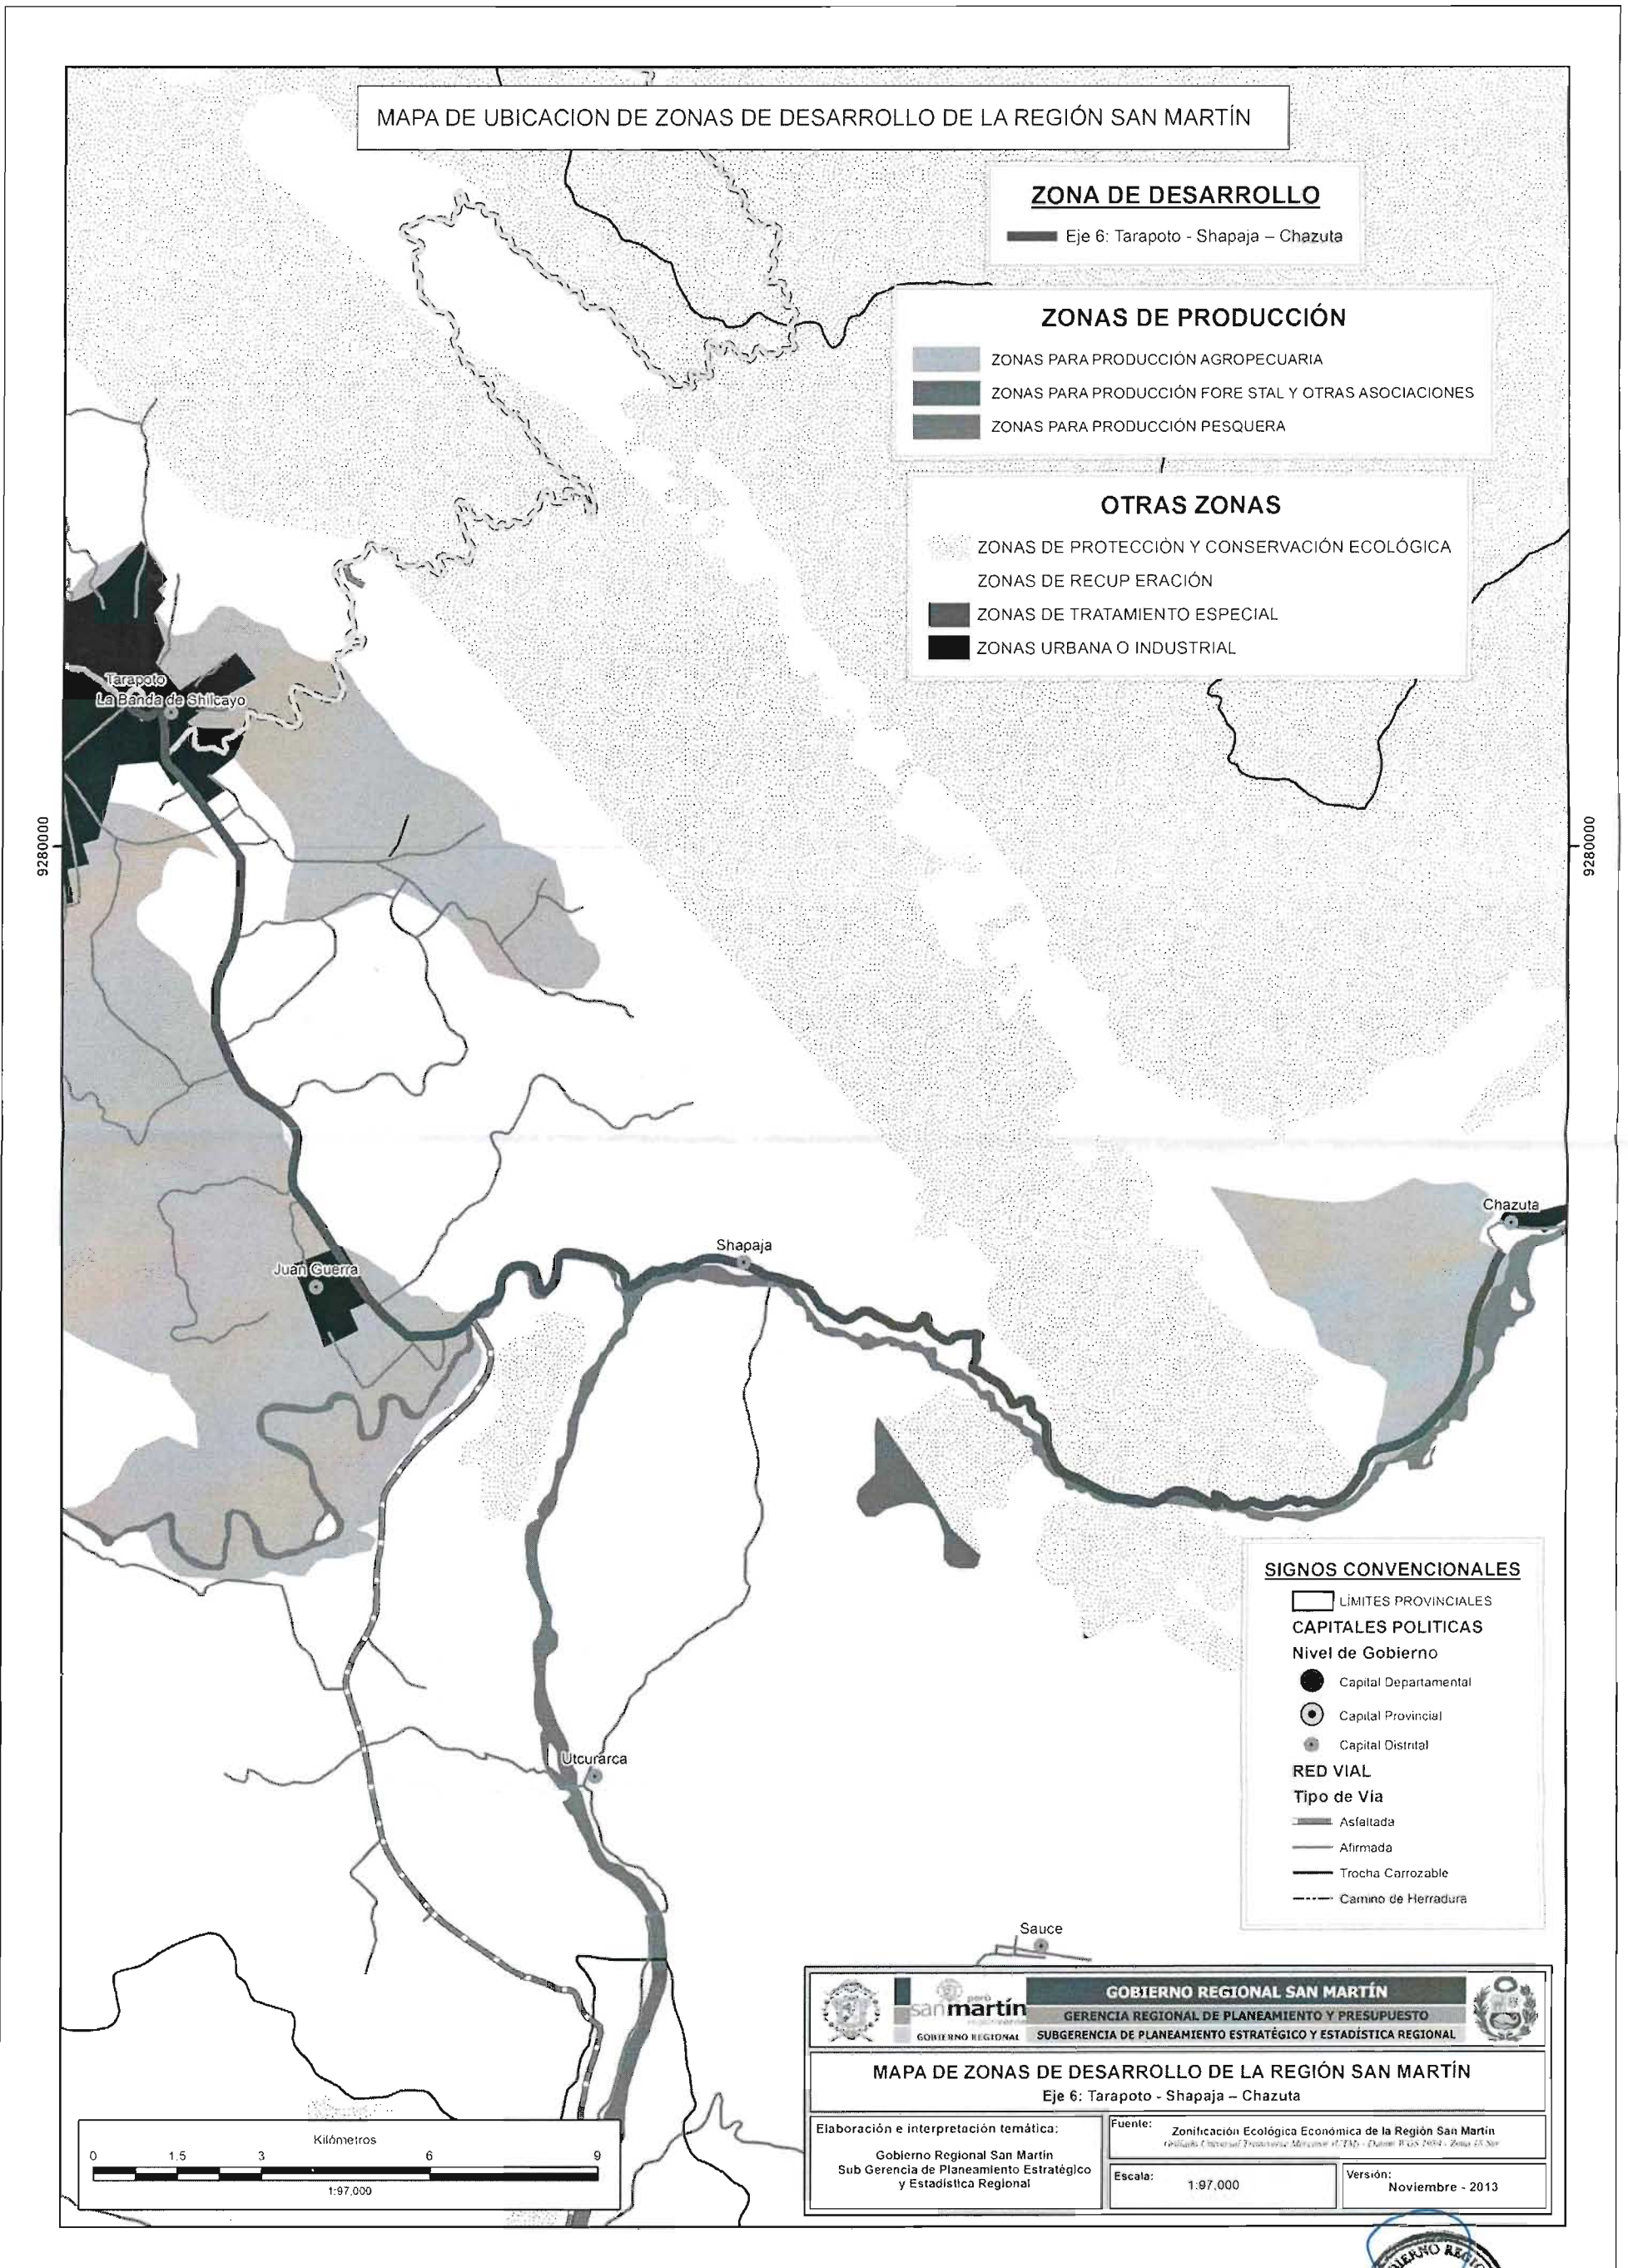 MAPA DE UBICACION DE ZONAS DE DESARROLLO DE LA REGIÓN SAN MARTÍN
ZONA DE DESARROLLO
Eje 6: Tarapoto - Shapaja – Chazuta
ZONAS DE PRODUCCIÓN
ZONAS PARA PRODUCCIÓN AGROPECUARIA
ZONAS PARA PRODUCCIÓN FORE STAL Y OTRAS ASOCIACIONES
ZONAS PARA PRODUCCIÓN PESQUERA
OTRAS ZONAS
ZONAS DE PROTECCIÓN Y CONSERVACIÓN ECOLÓGICA
ZONAS DE RECUP ERACIÓN
ZONAS DE TRATAMIENTO ESPECIAL
ZONAS URBANA O INDUSTRIAL
Tarapoto
La Banda de Shilcayo
9280000
9280000
Chazuta
Shapaja
Juan Guerra
Utcurarca
Sauce
SIGNOS CONVENCIONALES
LÍMITES PROVINCIALES
CAPITALES POLITICAS
Nivel de Gobierno
Capital Departamental
Capital Provincial
Capital Distrital
RED VIAL
Tipo de Via
Asfaltada
Afirmada
Trocha Carrozable
Camino de Herradura
perú
sanmartín
GOBIERNO REGIONAL
GOBIERNO REGIONAL SAN MARTÍN
GERENCIA REGIONAL DE PLANEAMIENTO Y PRESUPUESTO
SUBGERENCIA DE PLANEAMIENTO ESTRATÉGICO Y ESTADÍSTICA REGIONAL
MAPA DE ZONAS DE DESARROLLO DE LA REGIÓN SAN MARTÍN
Eje 6: Tarapoto - Shapaja – Chazuta
Elaboración e interpretación temática:
Gobierno Regional San Martín
Sub Gerencia de Planeamiento Estratégico
y Estadística Regional
Fuente:
Zonificación Ecológica Económica de la Región San Martín
Escala:
1:97,000
Versión:
Noviembre - 2013
Kilómetros
0 1.5 3 6 9
1:97,000